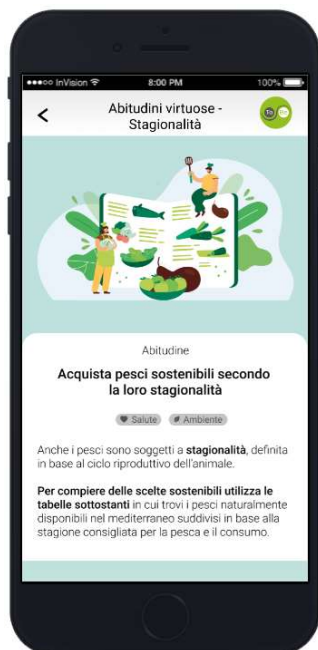 InVision
8:00 PM
100%
Abitudini virtuose -
Stagionalità
Abitudine
Acquista pesci sostenibili secondo
la loro stagionalità
Salute Ambiente
Anche i pesci sono soggetti a stagionalità, definita
in base al ciclo riproduttivo dell'animale.
Per compiere delle scelte sostenibili utilizza le
tabelle sottostanti in cui trovi i pesci naturalmente
disponibili nel mediterraneo suddivisi in base alla
stagione consigliata per la pesca e il consumo.